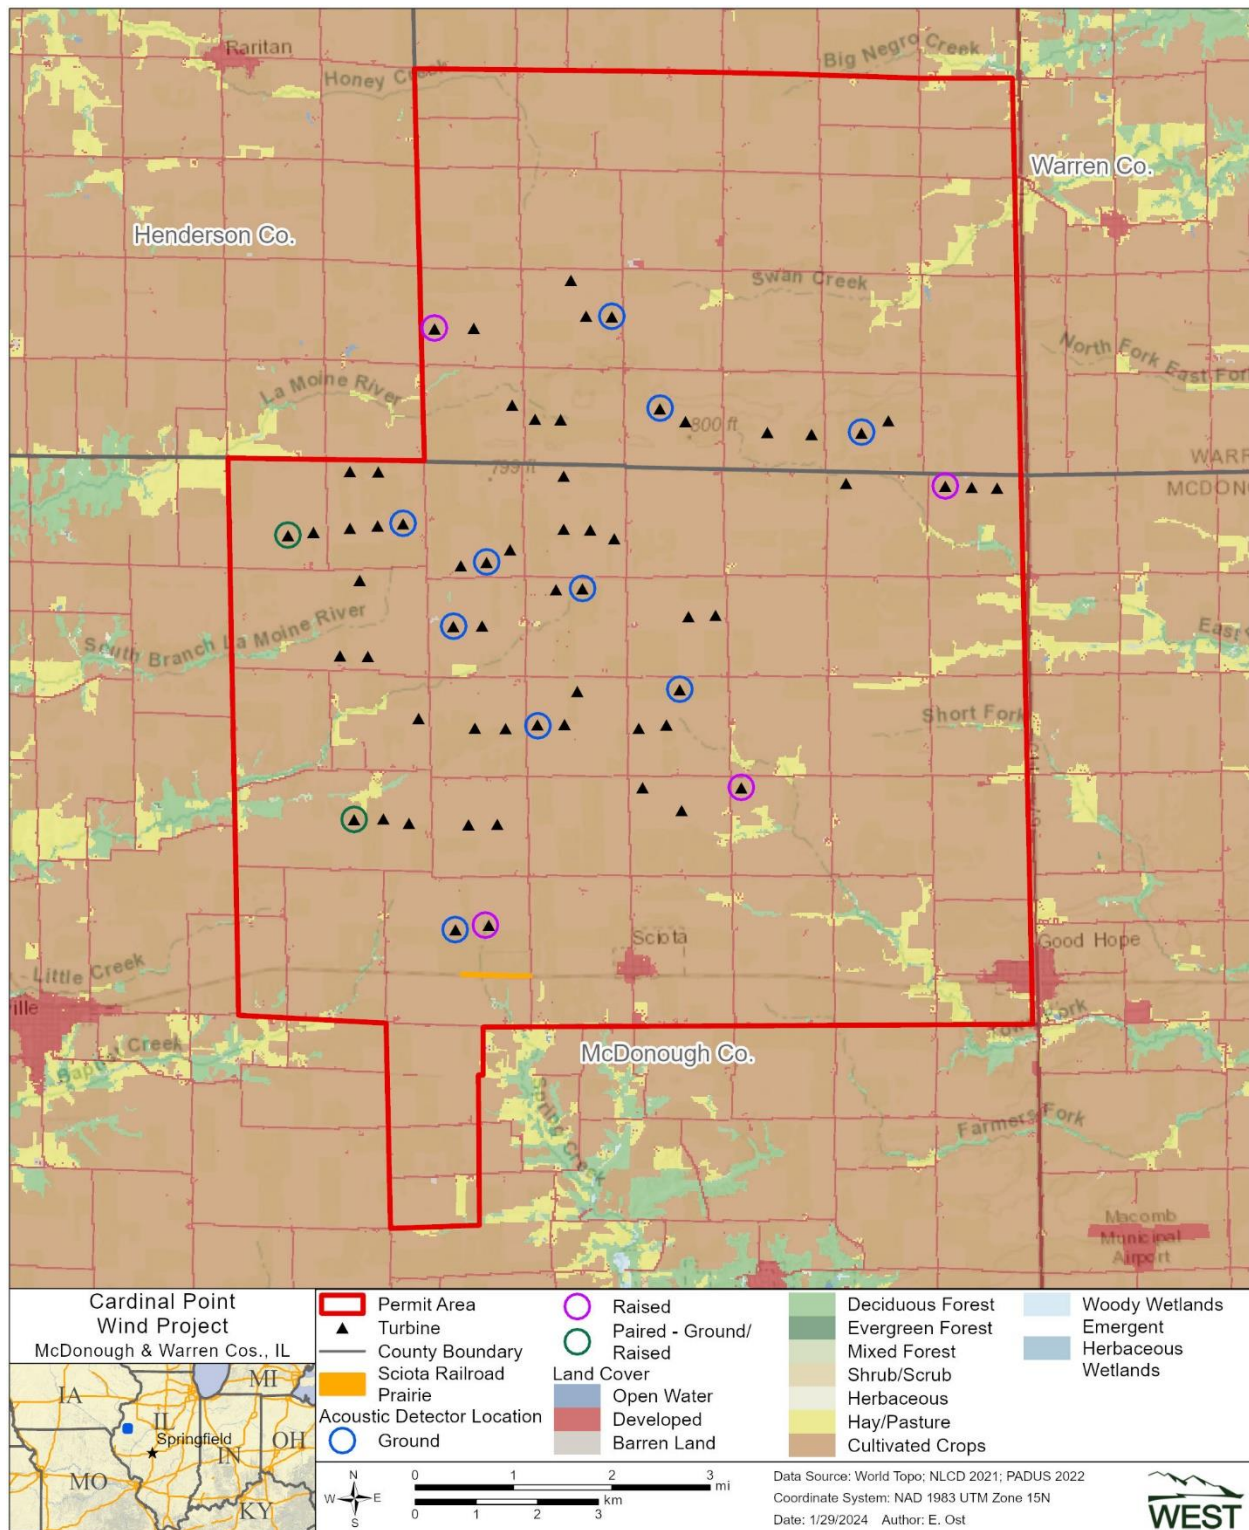 Raritan
Honey Creek
Big Negro Creek
Warren Co.
Henderson Co.
Swan Creek
North Fork East For
La Moine River
800 ft
799 ft
WARR
MCDONO
South Branch La Moine River
East
Short Fork
Sciota
Good Hope
- Little Creek
ville
Town Fork
McDonough Co.
Baptist Creek
Spring Creek
Farmers Fork
Macomb
Municipal
Airport
Cardinal Point
Wind Project
McDonough & Warren Cos., IL
IA
IL
MI
Springfield
IN
OH
MO
KY
Permit Area
Turbine
County Boundary
Sciota Railroad
Prairie
Acoustic Detector Location
Ground
Raised
Paired - Ground/
Raised
Land Cover
Open Water
Developed
Barren Land
Deciduous Forest
Evergreen Forest
Mixed Forest
Shrub/Scrub
Herbaceous
Hay/Pasture
Cultivated Crops
Woody Wetlands
Emergent
Herbaceous
Wetlands
N
W E
S
0 1 2 3
mi
0 1 2 3
km
Data Source: World Topo; NLCD 2021; PADUS 2022
Coordinate System: NAD 1983 UTM Zone 15N
Date: 1/29/2024 Author: E. Ost
WEST